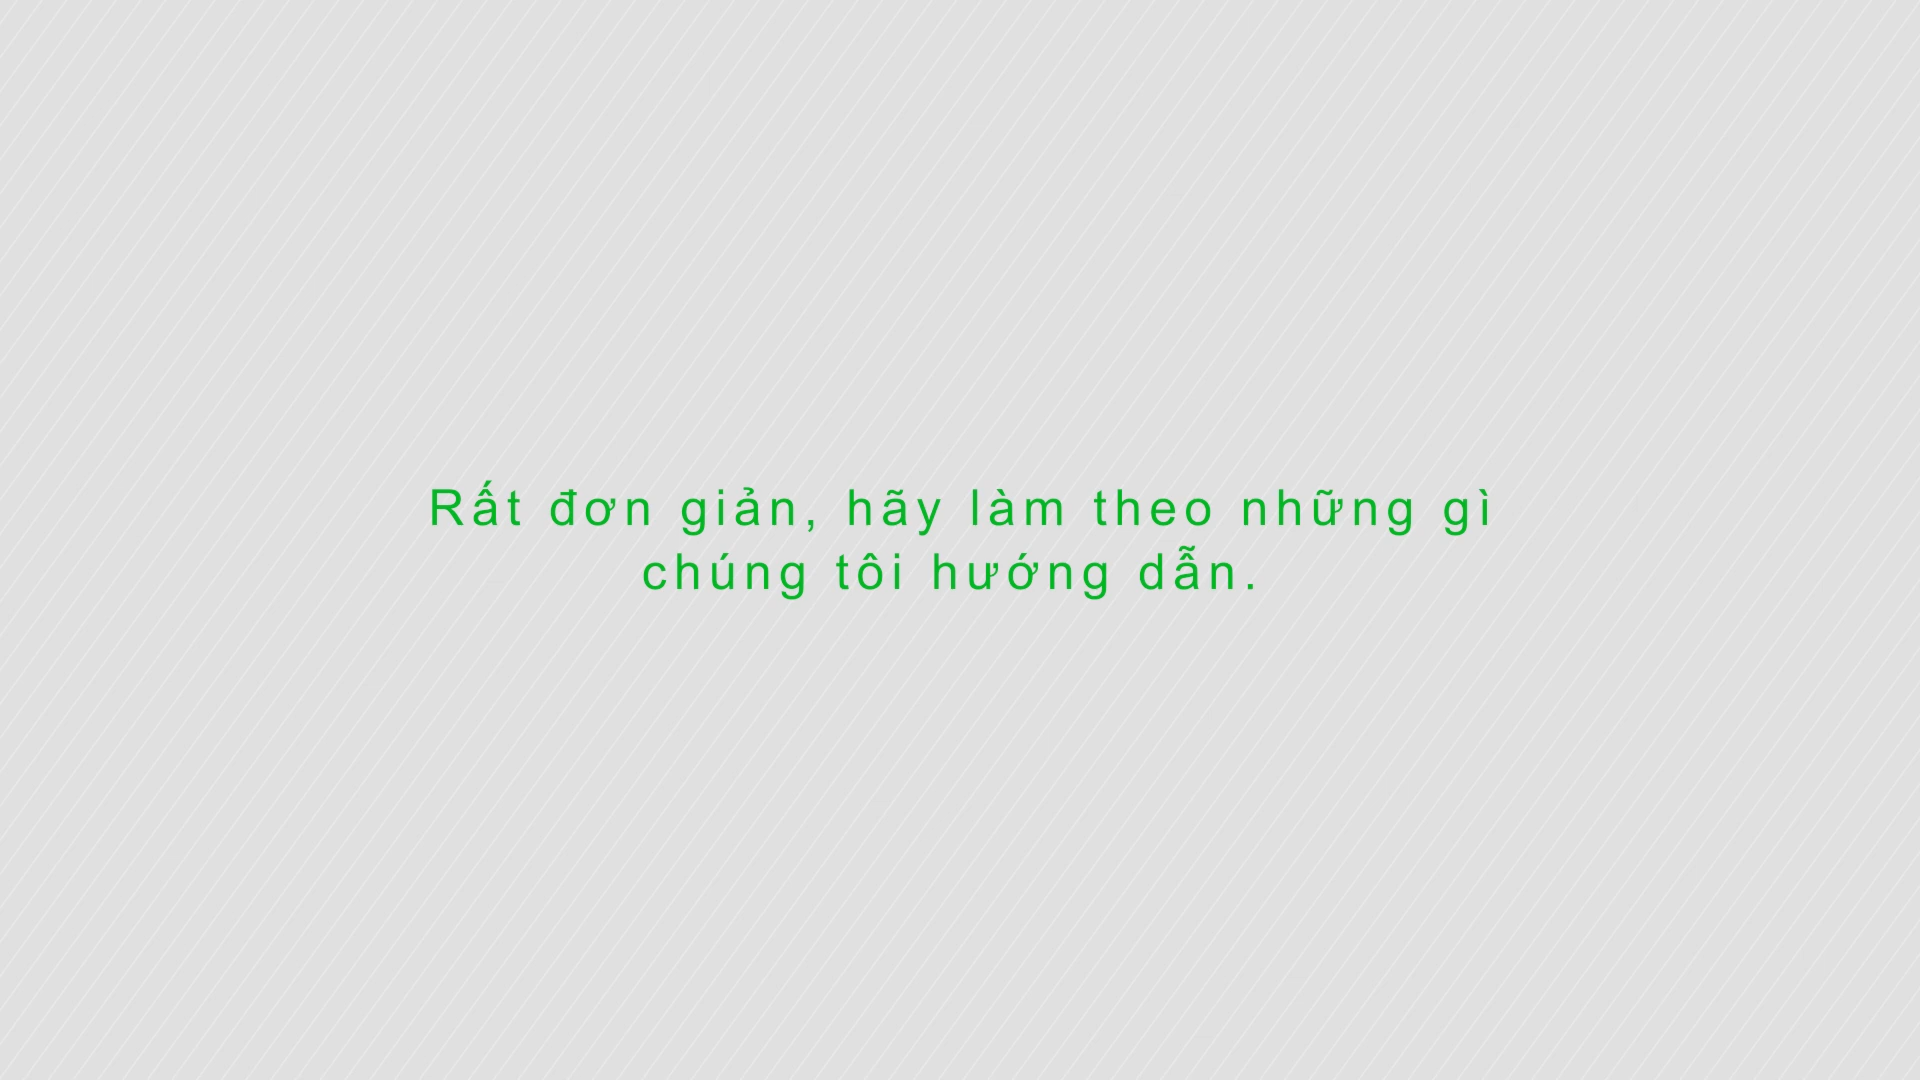 Rất đơn giản, hãy làm theo những gì
chúng tôi hướng dẫn.